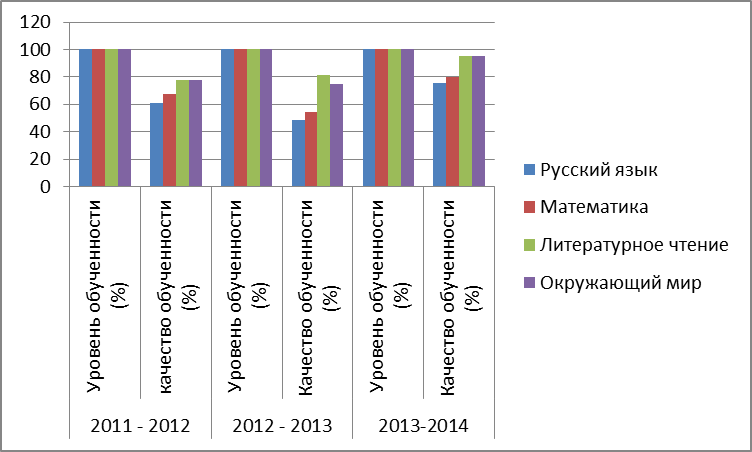 120
100
80
60
40
20
0
Уровень обученности
(%)
качество обученности
(%)
Уровень обученности
(%)
Качество обученности
(%)
Уровень обученности
(%)
Качество обученности
(%)
2011 - 2012
2012 - 2013
2013-2014
Русский язык
Математика
Литературное чтение
Окружающий мир